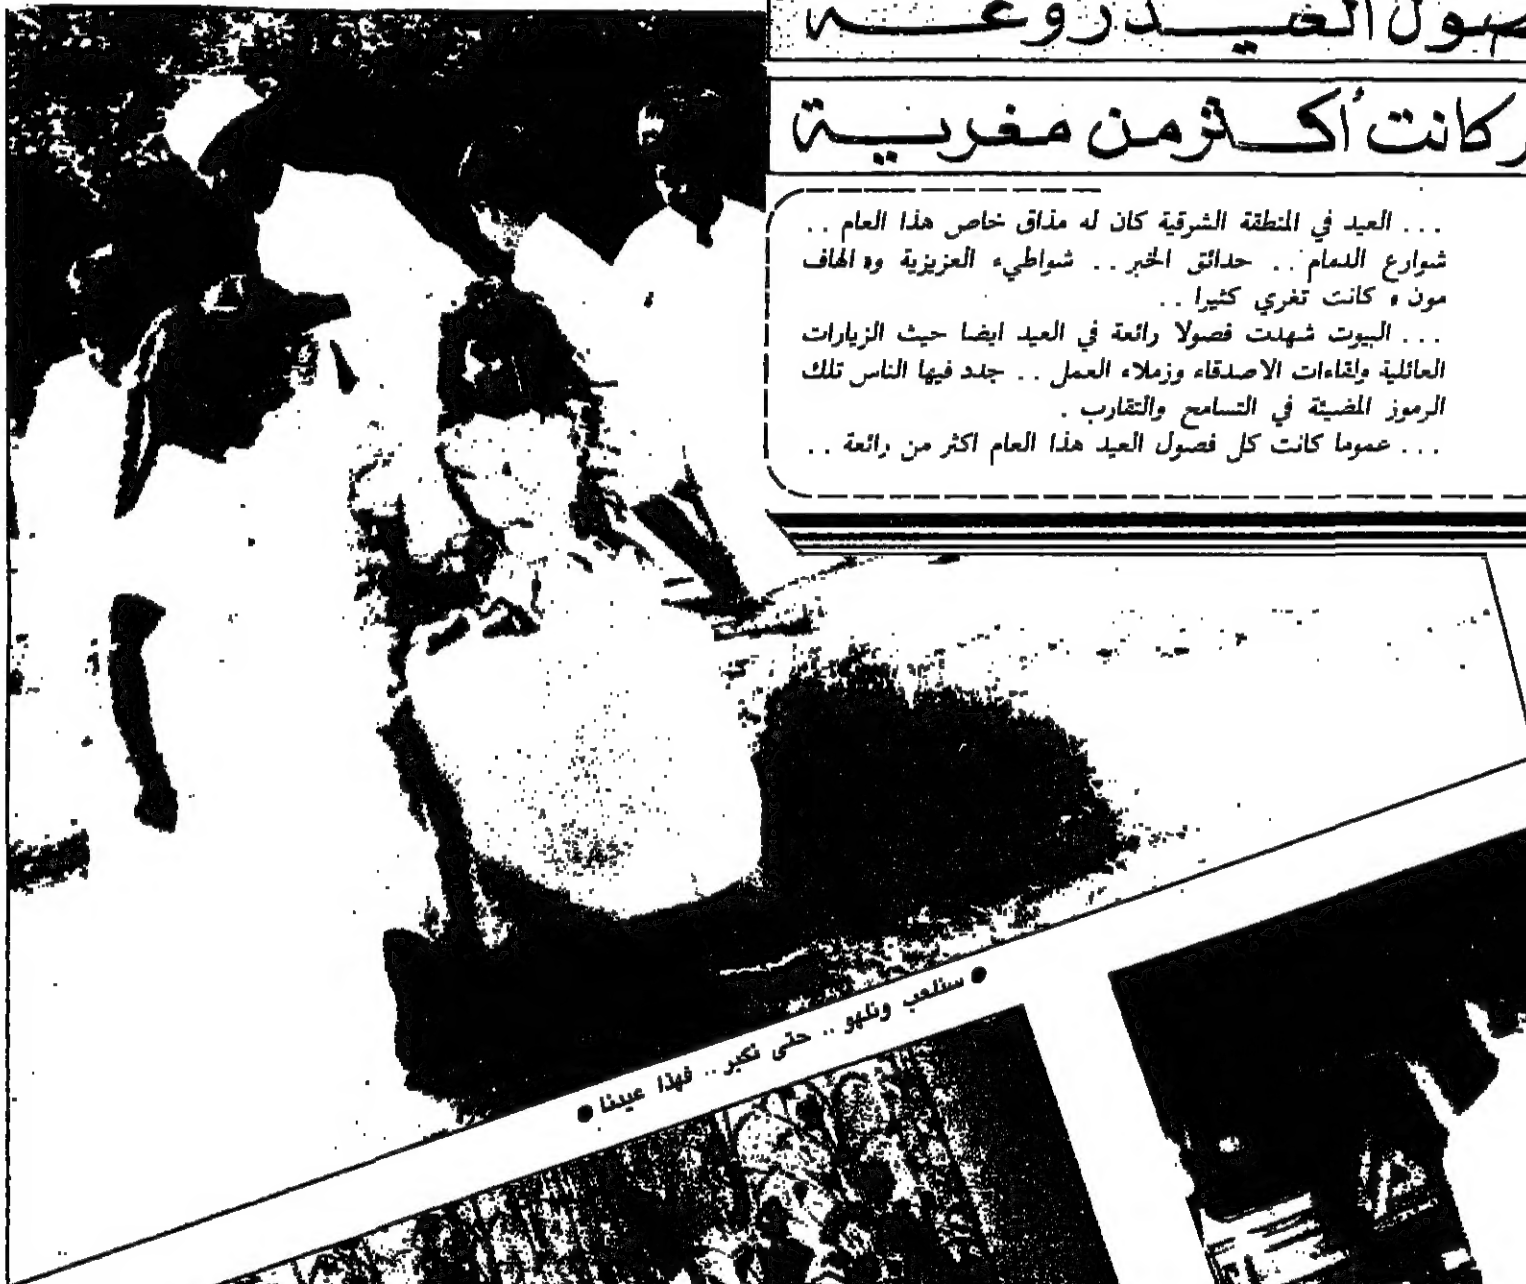 صول العيد روعة
ر كانت أكثر من مغرية
... العيد في المنطقة الشرقية كان له مذاق خاص هذا العام ..
شوارع الدمام .. حدائق الخبر .. شواطيء العزيزية و« الهاف
مون » كانت تغري كثيرا ..
... البيوت شهدت فصولا رائعة في العيد ايضا حيث الزيارات
العائلية ولقاءات الاصدقاء وزملاء العمل .. جدد فيها الناس تلك
الرموز المضيئة في التسامح والتقارب .
... عموما كانت كل فصول العيد هذا العام اكثر من رائعة ..
● سنلعب ونلهو .. حتى نكبر .. فهذا عيدنا ●